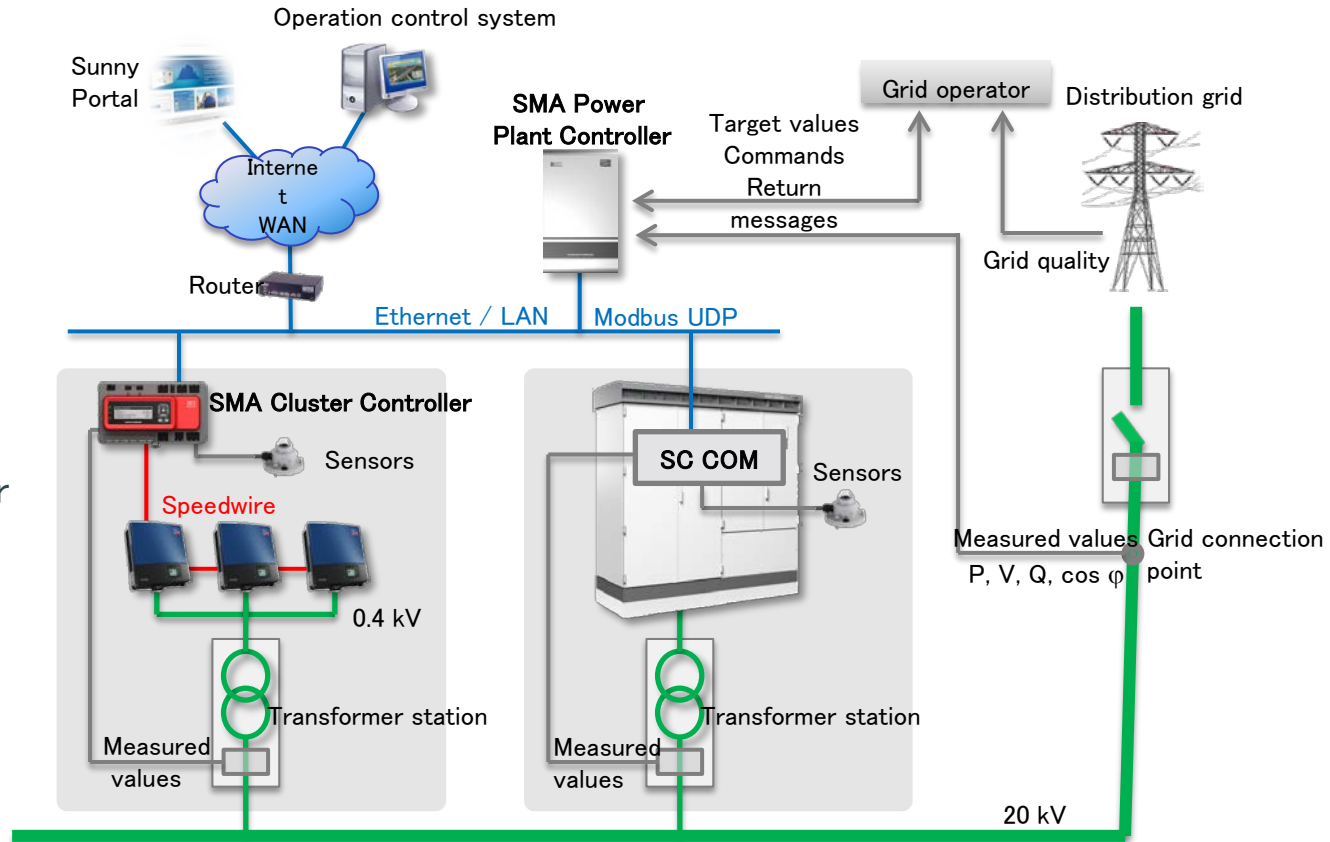 Operation control system
Sunny
Portal
SMA Power
Plant Controller
Grid operator
Distribution grid
Target values
Commands
Return
messages
Interne
t
WAN
Grid quality
Router
Ethernet / LAN
Modbus UDP
SMA Cluster Controller
Sensors
SC COM
Sensors
r
Speedwire
Measured values
P, V, Q, cos φ
Grid connection
point
0.4 kV
Transformer station
Transformer station
Measured
values
Measured
values
20 kV